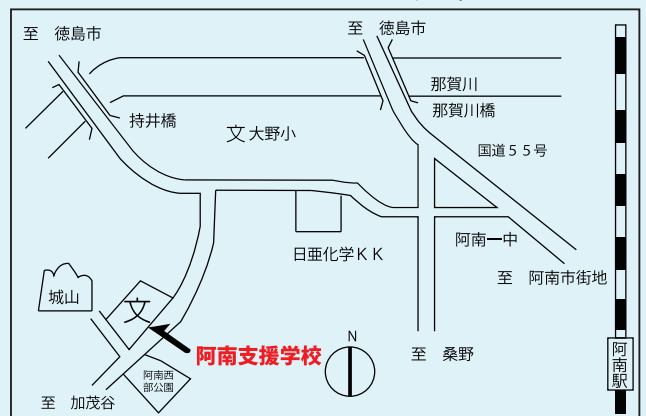 至 徳島市
至 徳島市
那賀川
那賀川橋
持井橋
文 大野小
国道５５号
日亜化学ＫＫ
阿南一中
至 阿南市街地
城山
文
阿南支援学校
N
至 桑野
阿南駅
阿南西
部公園
至 加茂谷